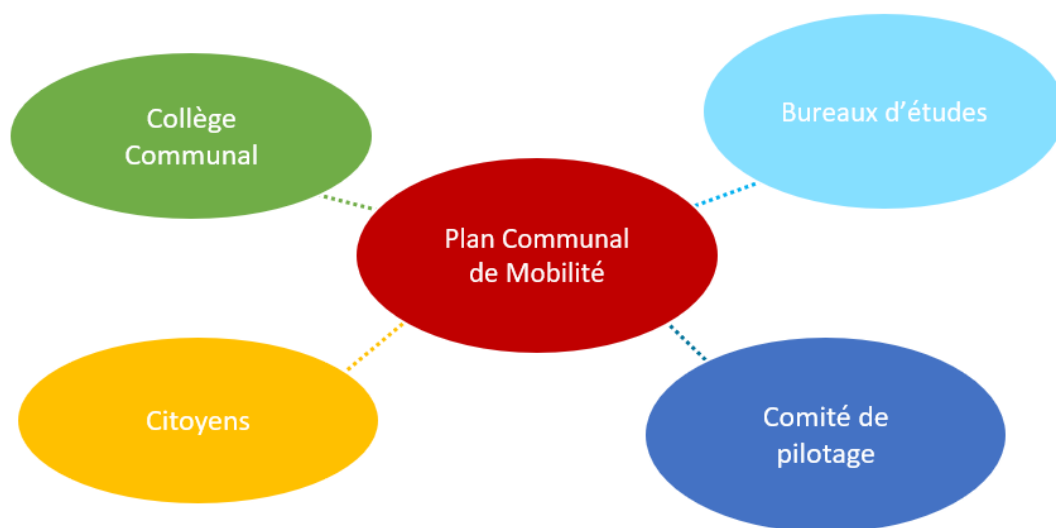 Collège
Communal
Bureaux d’études
Plan Communal
de Mobilité
Citoyens
Comité de
pilotage